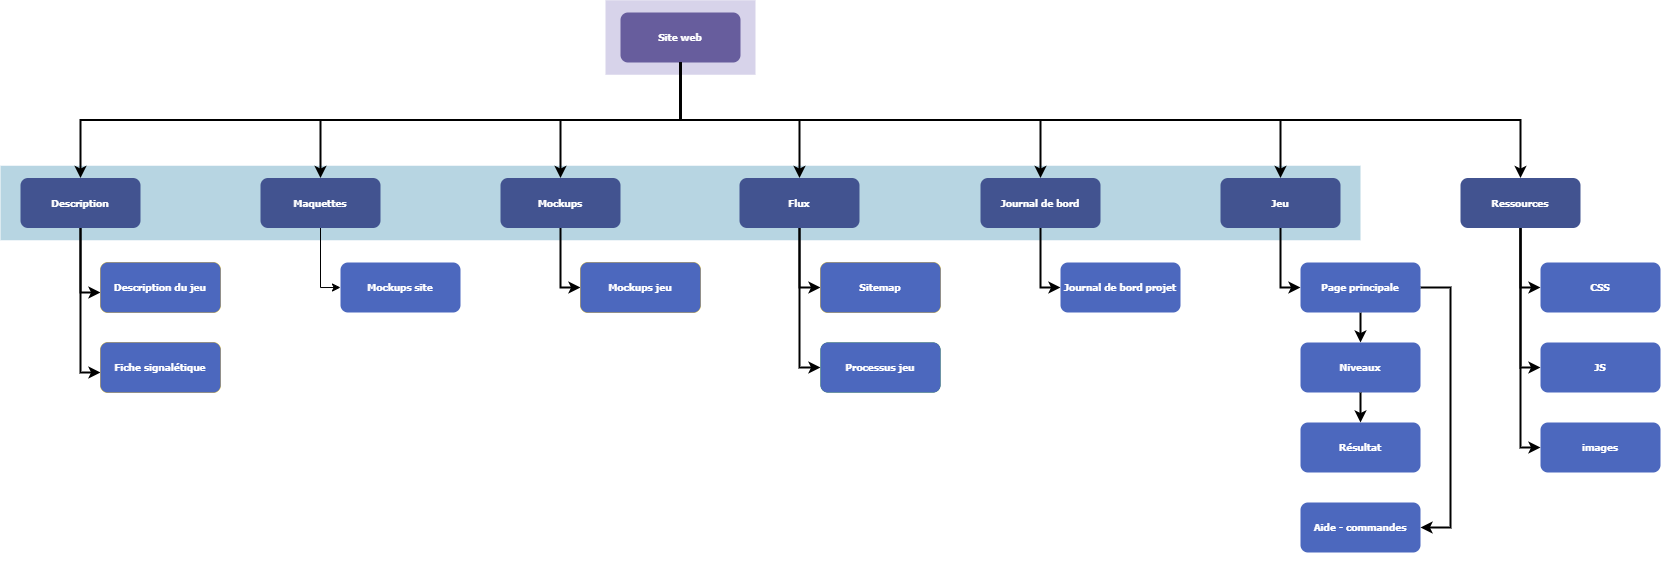 Site web
Description
Maquettes
Mockups
Flux
Journal de bord
Jeu
Ressources
Description du jeu
Mockups site
Mockups jeu
Sitemap
Journal de bord projet
Page principale
CSS
Fiche signalétique
Processus jeu
Niveaux
JS
Résultat
images
Aide - commandes